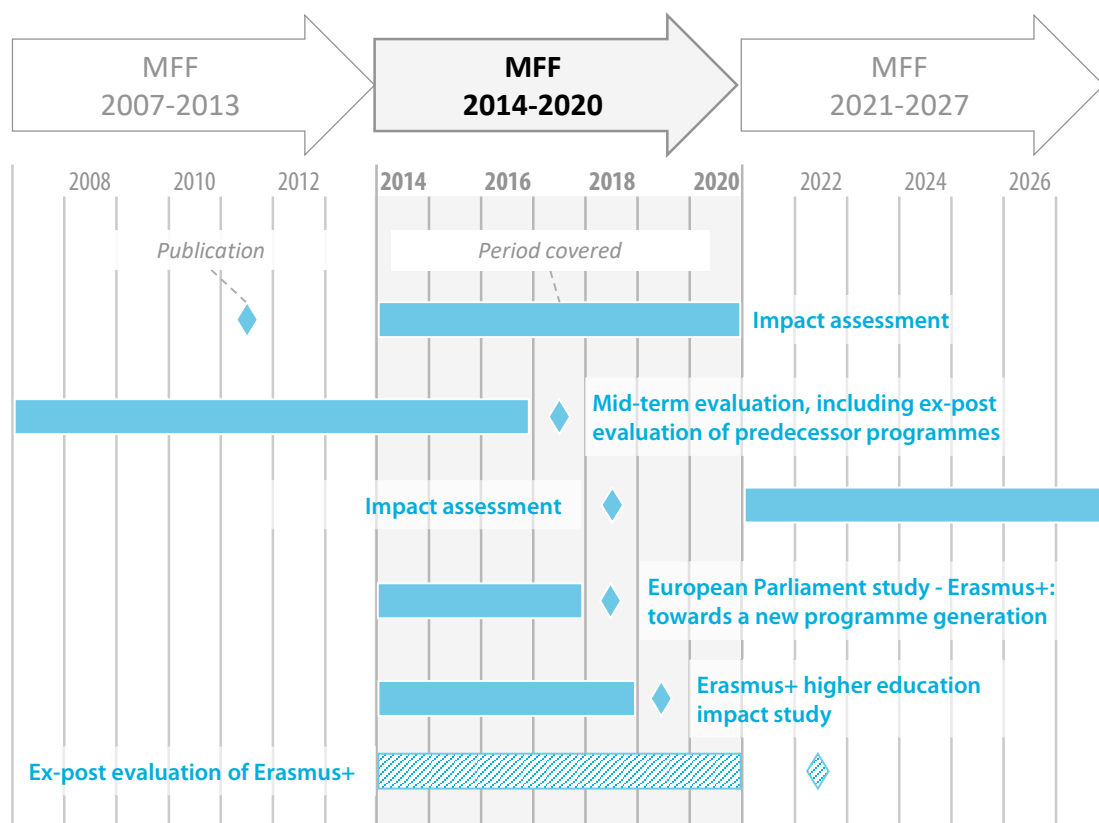 MFF
2007-2013
MFF
2014-2020
MFF
2021-2027
2008 2010 2012 2014 2016 2018 2020 2022 2024 2026
Publication
Period covered
Impact assessment
Mid-term evaluation, including ex-post
evaluation of predecessor programmes
Impact assessment
European Parliament study - Erasmus+:
towards a new programme generation
Erasmus+ higher education
impact study
Ex-post evaluation of Erasmus+